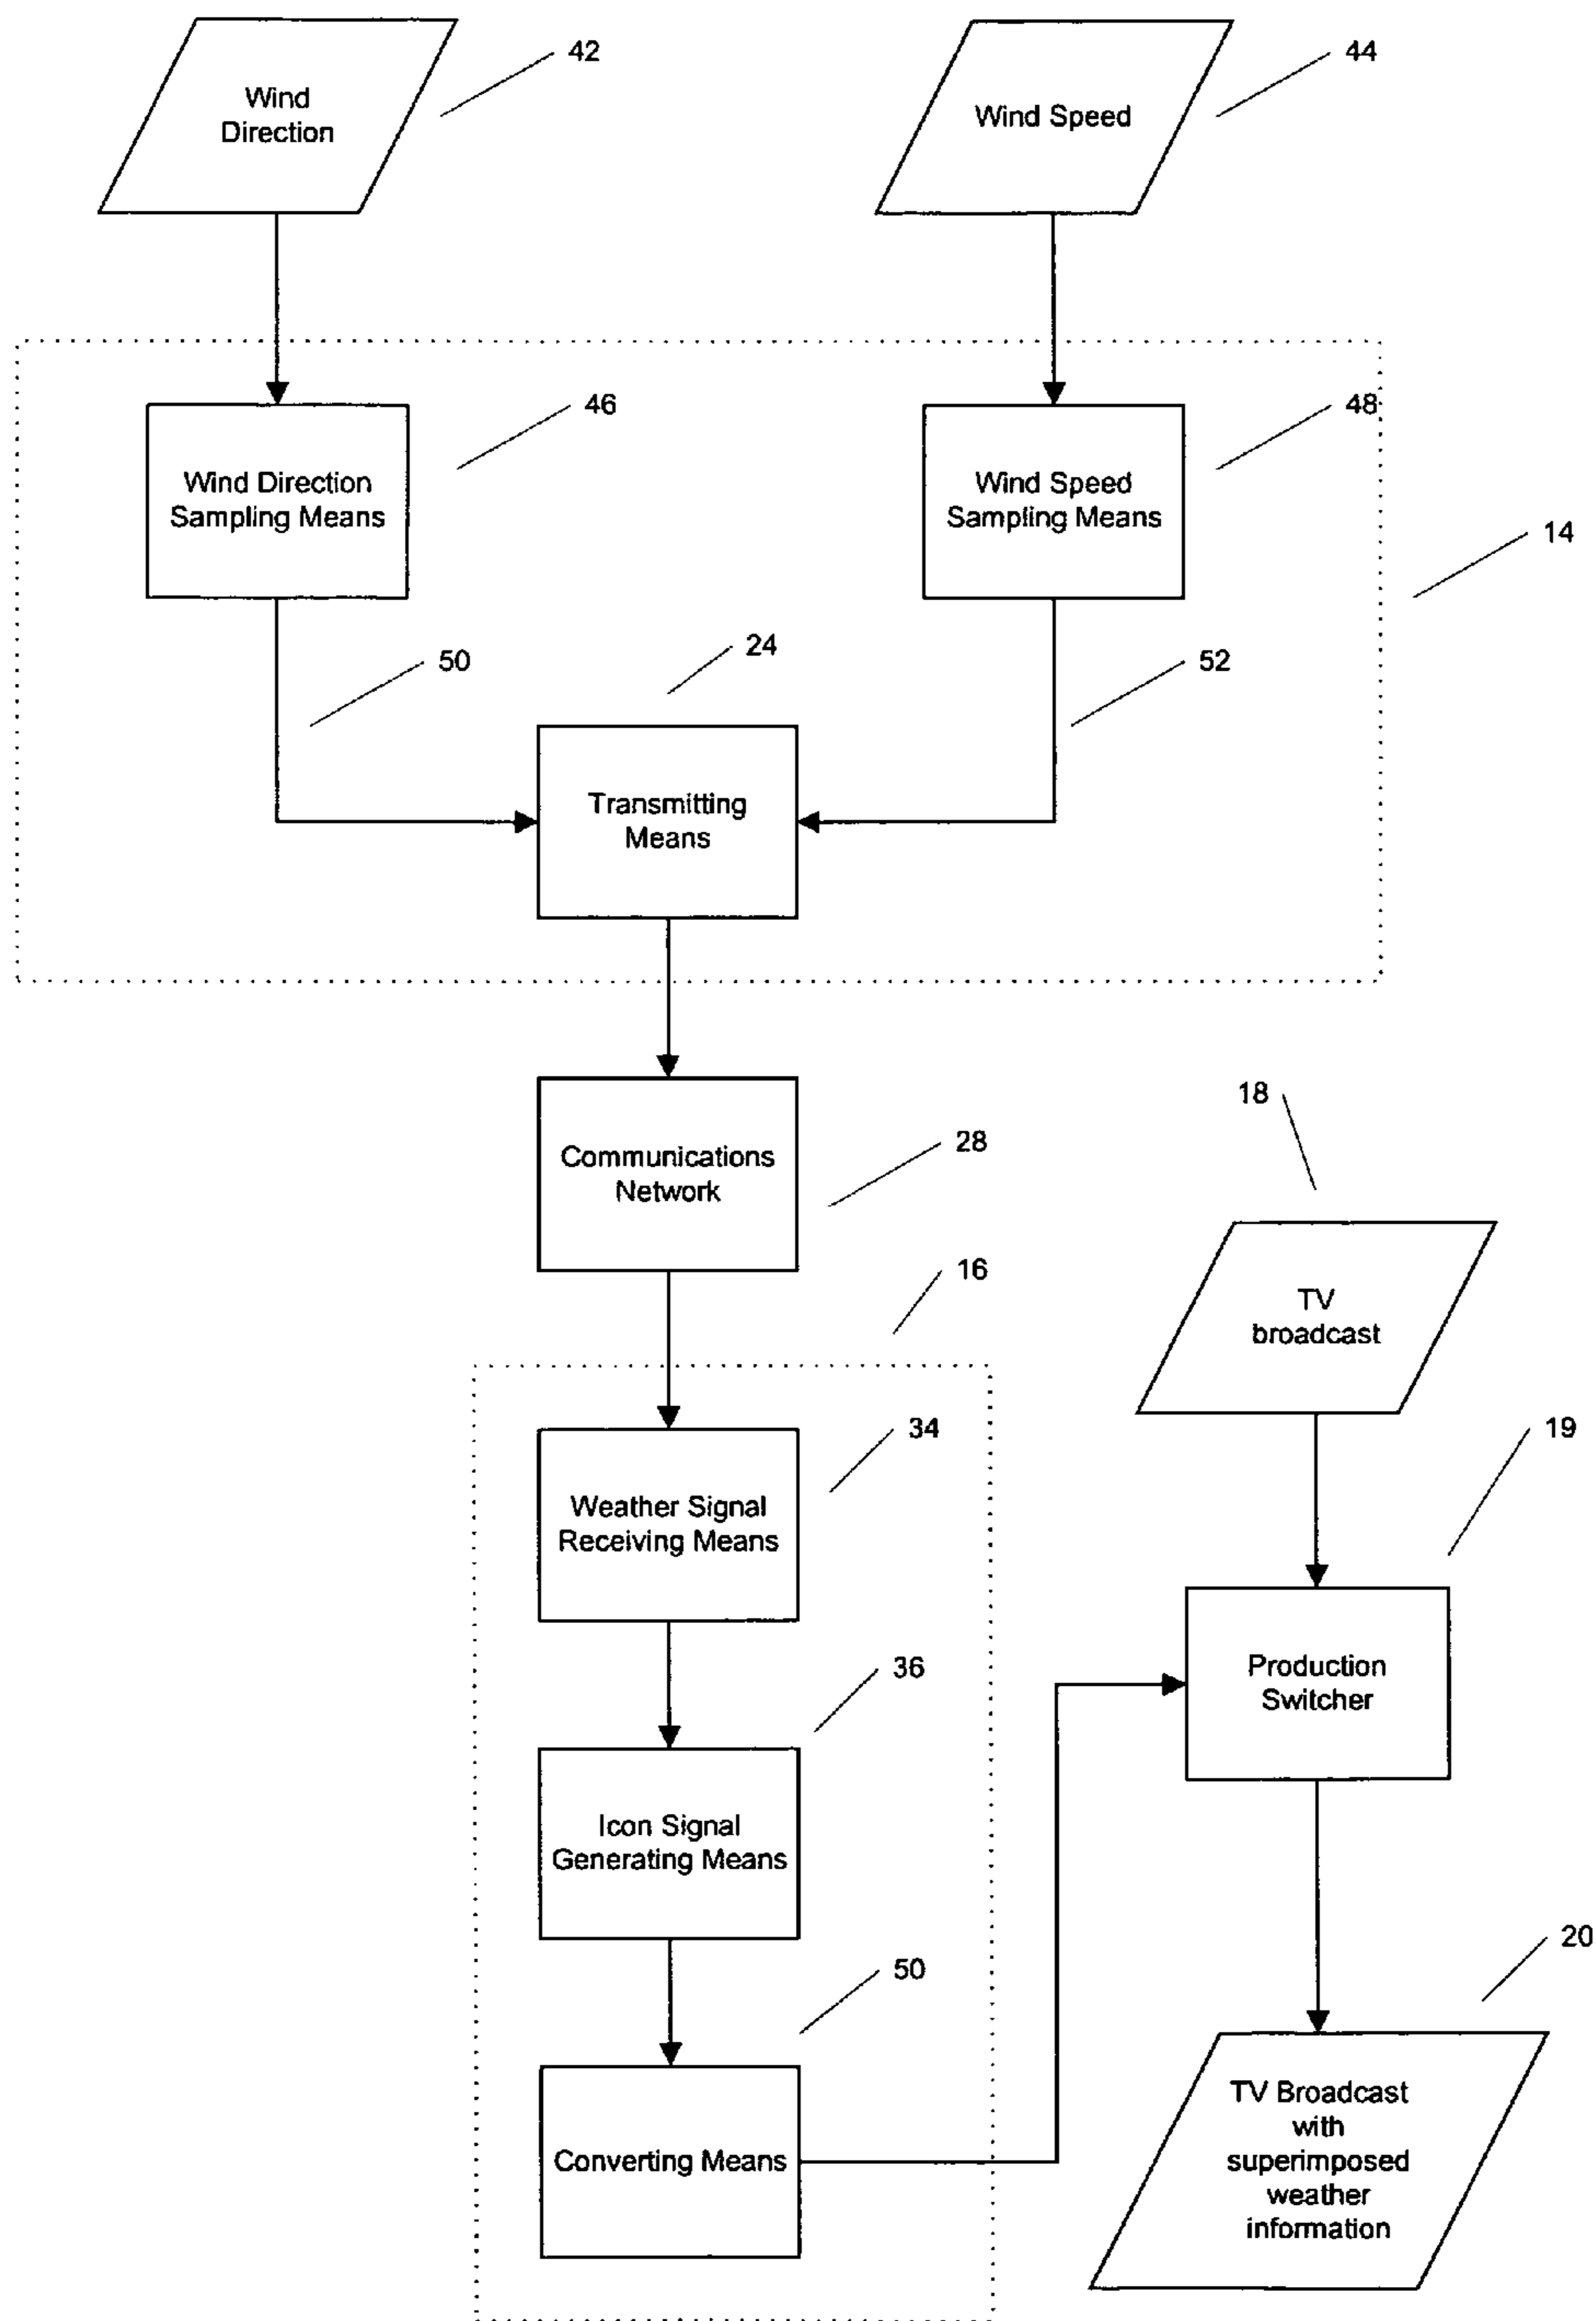 42
Wind
Direction
44
Wind Speed
46
Wind Direction
Sampling Means
48
Wind Speed
Sampling Means
14
50
24
52
Transmitting
Means
28
Communications
Network
18
16
TV
broadcast
34
Weather Signal
Receiving Means
19
36
Production
Switcher
Icon Signal
Generating Means
50
20
Converting Means
TV Broadcast
with
superimposed
weather
information